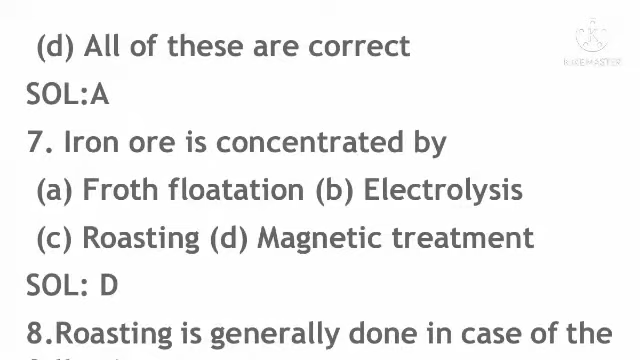 (d) All of these are correct
SOL:A
7. Iron ore is concentrated by
(a) Froth floatation (b) Electrolysis
(c) Roasting (d) Magnetic treatment
SOL: D
8.Roasting is generally done in case of the
KINEMASTER